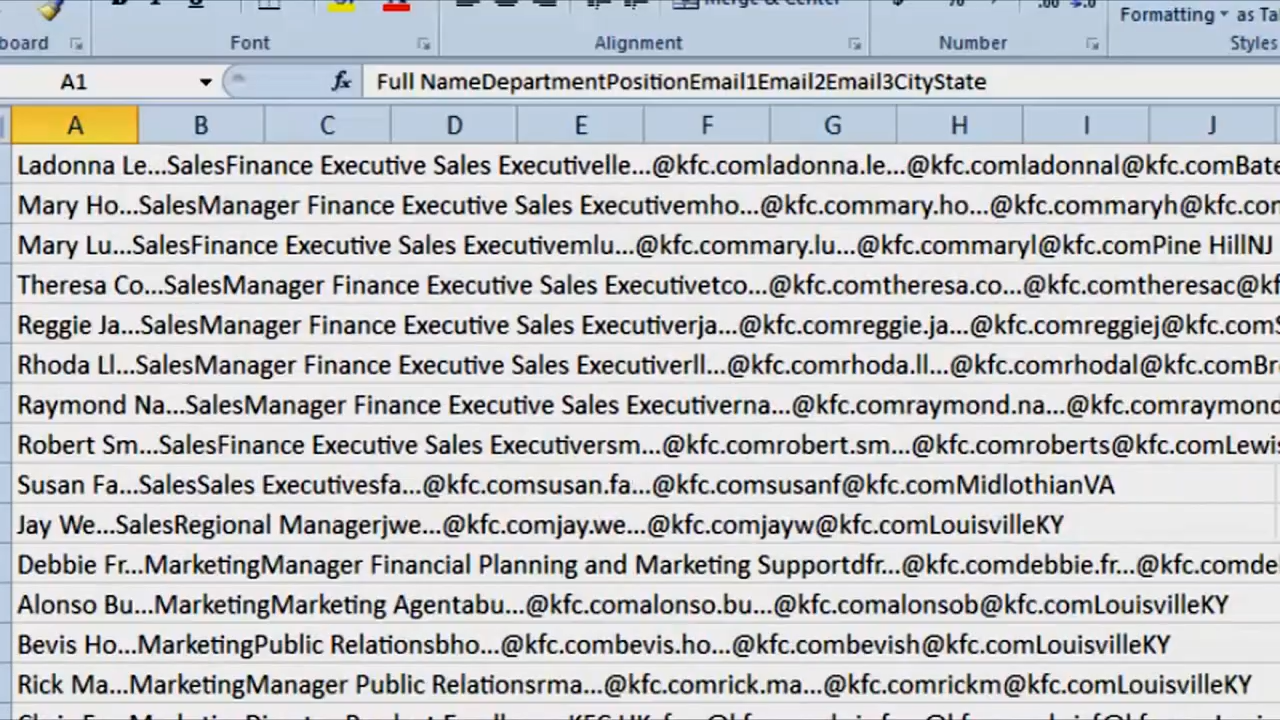 Merge & Center
board Font Alignment Number Formatting as Ta
Styles
A1 fx Full NameDepartmentPositionEmail1Email2Email3CityState
A B C D E F G H I J
Ladonna Le...SalesFinance Executive Sales Executivelle...@kfc.comladonna.le...@kfc.comladonnal@kfc.comBate
Mary Ho...SalesManager Finance Executive Sales Executivemho...@kfc.commary.ho...@kfc.commaryh@kfc.con
Mary Lu...SalesFinance Executive Sales Executivemlu...@kfc.commary.lu...@kfc.commaryl@kfc.comPine HillNJ
Theresa Co...SalesManager Finance Executive Sales Executivetco...@kfc.comtheresa.co...@kfc.comtheresac@kf
Reggie Ja...SalesManager Finance Executive Sales Executiverja...@kfc.comreggie.ja...@kfc.comreggiej@kfc.comS
Rhoda Ll...SalesManager Finance Executive Sales Executiverll...@kfc.comrhoda.ll...@kfc.comrhodal@kfc.comBr
Raymond Na...SalesManager Finance Executive Sales Executiverna...@kfc.comraymond.na...@kfc.comraymond
Robert Sm...SalesFinance Executive Sales Executiversm...@kfc.comrobert.sm...@kfc.comroberts@kfc.comLewis
Susan Fa...SalesSales Executivesfa...@kfc.comsusan.fa...@kfc.comsusanf@kfc.comMidlothianVA
Jay We...SalesRegional Managerjwe...@kfc.comjay.we...@kfc.comjayw@kfc.comLouisvilleKY
Debbie Fr...MarketingManager Financial Planning and Marketing Supportdfr...@kfc.comdebbie.fr...@kfc.comde
Alonso Bu...MarketingMarketing Agentabu...@kfc.comalonso.bu...@kfc.comalonsob@kfc.comLouisvilleKY
Bevis Ho...MarketingPublic Relationsbho...@kfc.combevis.ho...@kfc.combevish@kfc.comLouisvilleKY
Rick Ma...MarketingManager Public Relationsrma...@kfc.comrick.ma...@kfc.comrickm@kfc.comLouisvilleKY